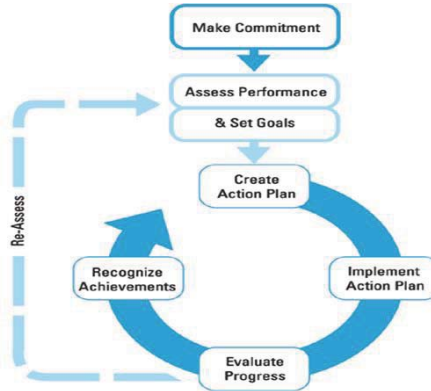 Make Commitment
Assess Performance
& Set Goals
Create
Action Plan
Re-Assess
Recognize
Achievements
Implement
Action Plan
Evaluate
Progress